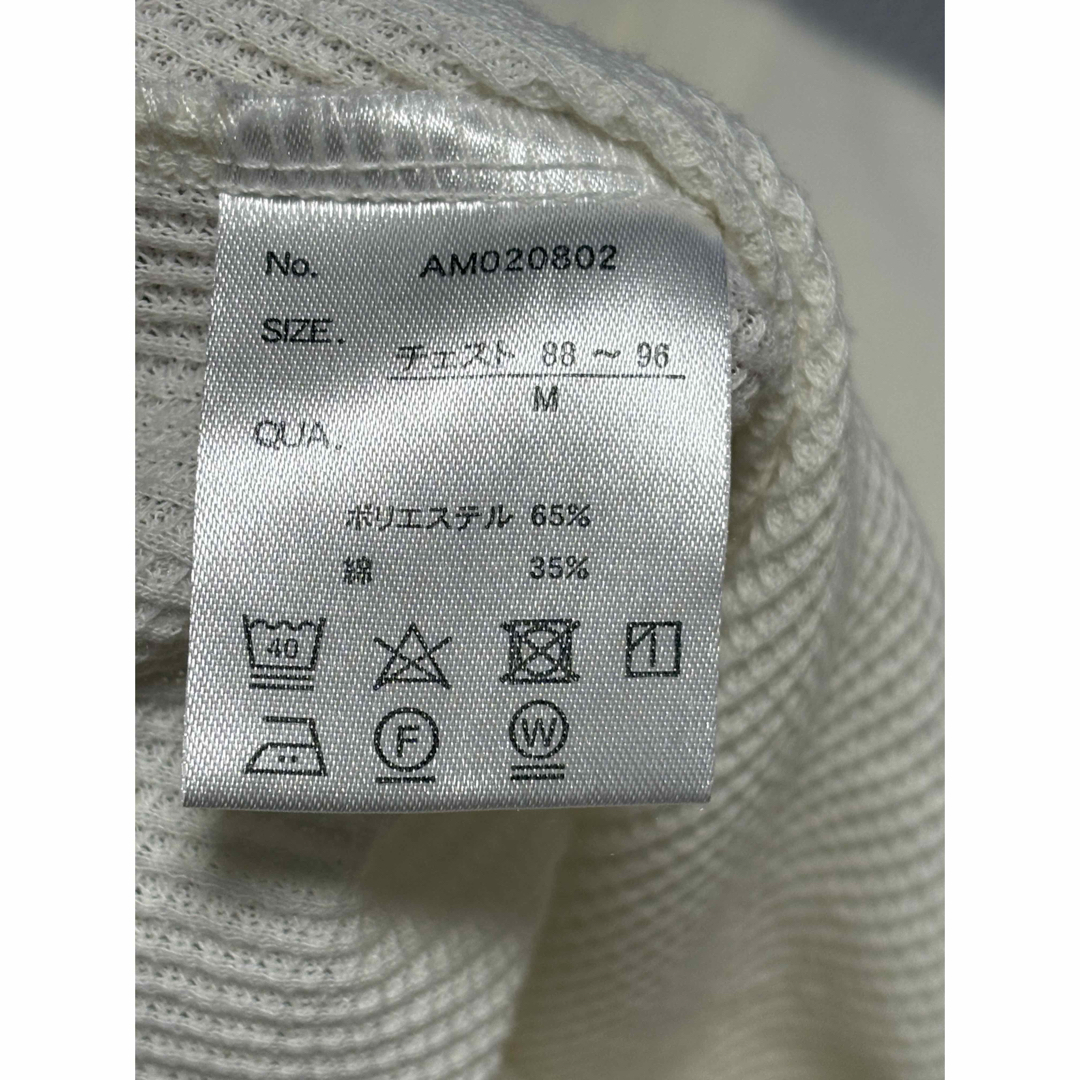 No. AM020802
SIZE. チェスト 88 ～ 96
M
QUA.
ポリエステル 65%
綿 35%
40
F W